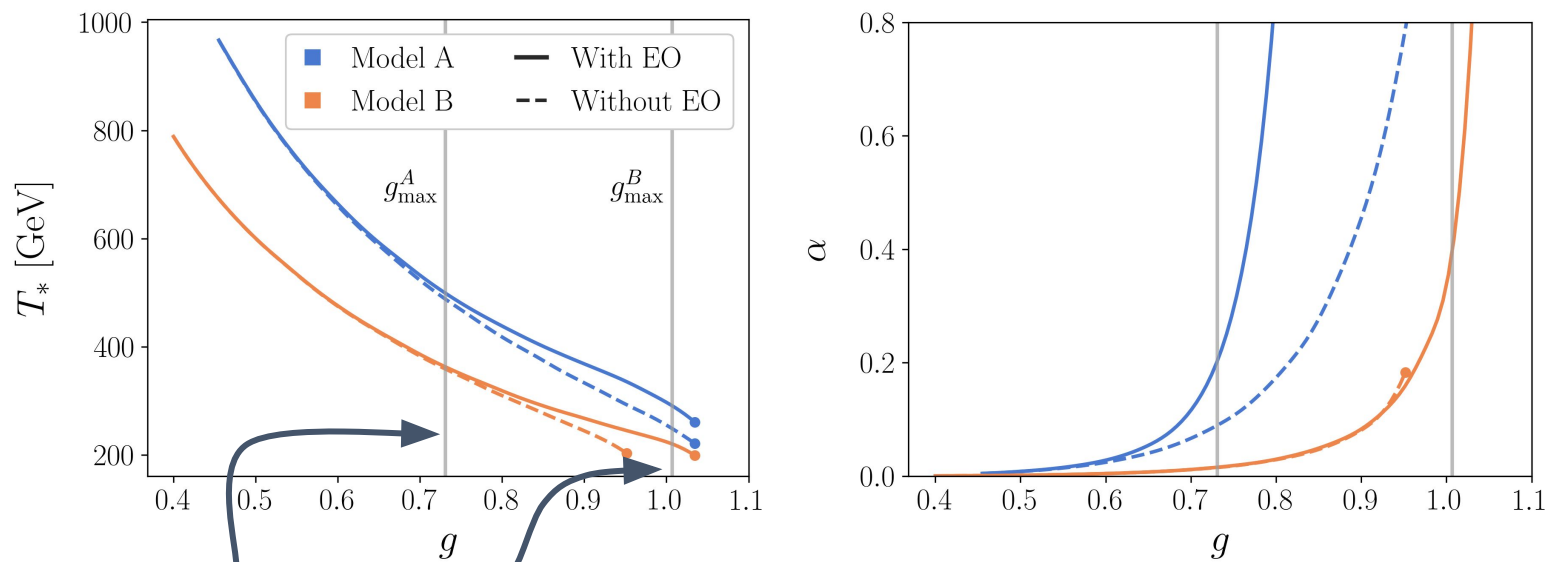 1000
800
600
400
200
T* [GeV]
Model A
Model B
With EO
Without EO
g^A_max
g^B_max
0.4 0.5 0.6 0.7 0.8 0.9 1.0 1.1
g
0.8
0.6
0.4
0.2
0.0
α
0.4 0.5 0.6 0.7 0.8 0.9 1.0 1.1
g